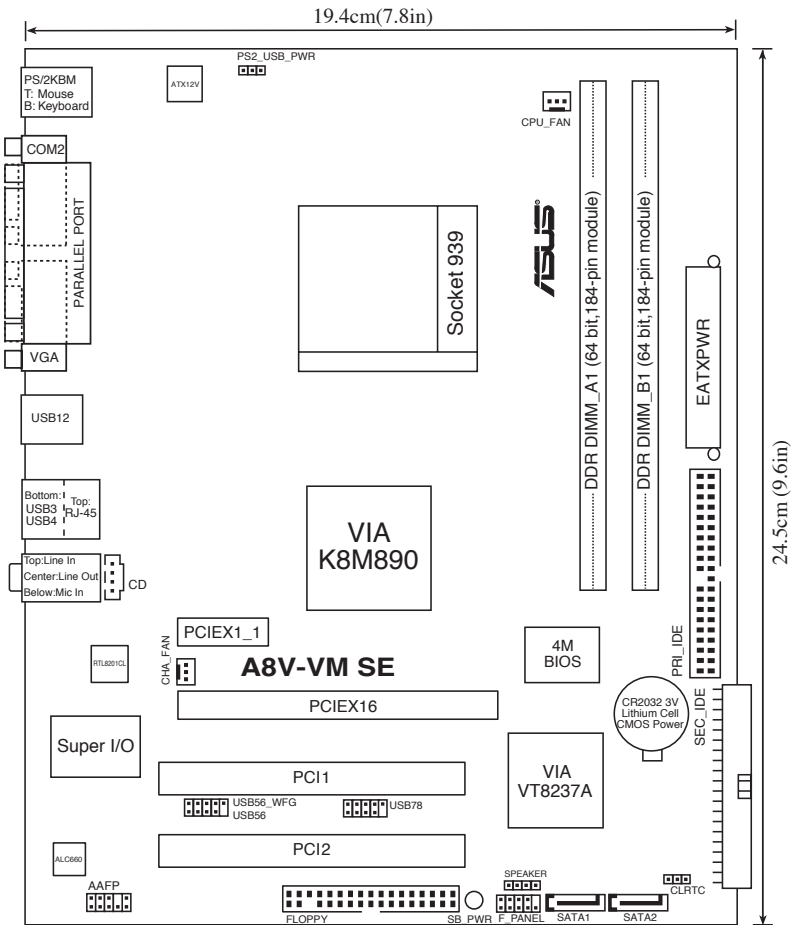 19.4cm(7.8in)
PS2_USB_PWR
PS/2KBM
T: Mouse
B: Keyboard
ATX12V
CPU_FAN
COM2
PARALLEL PORT
VGA
Socket 939
ASUS
DDR DIMM_A1 (64 bit,184-pin module)
DDR DIMM_B1 (64 bit,184-pin module)
EATXPWR
24.5cm (9.6in)
USB12
Bottom:
USB3
USB4
Top:
RJ-45
Top:Line In
Center:Line Out
Below:Mic In
CD
VIA
K8M890
PCIEX1_1
CHA_FAN
A8V-VM SE
RTL8201CL
4M
BIOS
PRI_IDE
PCIEX16
CR2032 3V
Lithium Cell
CMOS Power
SEC_IDE
Super I/O
PCI1
VIA
VT8237A
USB56_WFG
USB56
USB78
PCI2
ALC660
AAFP
SPEAKER
CLRTC
FLOPPY
SB_PWR
F_PANEL
SATA1
SATA2